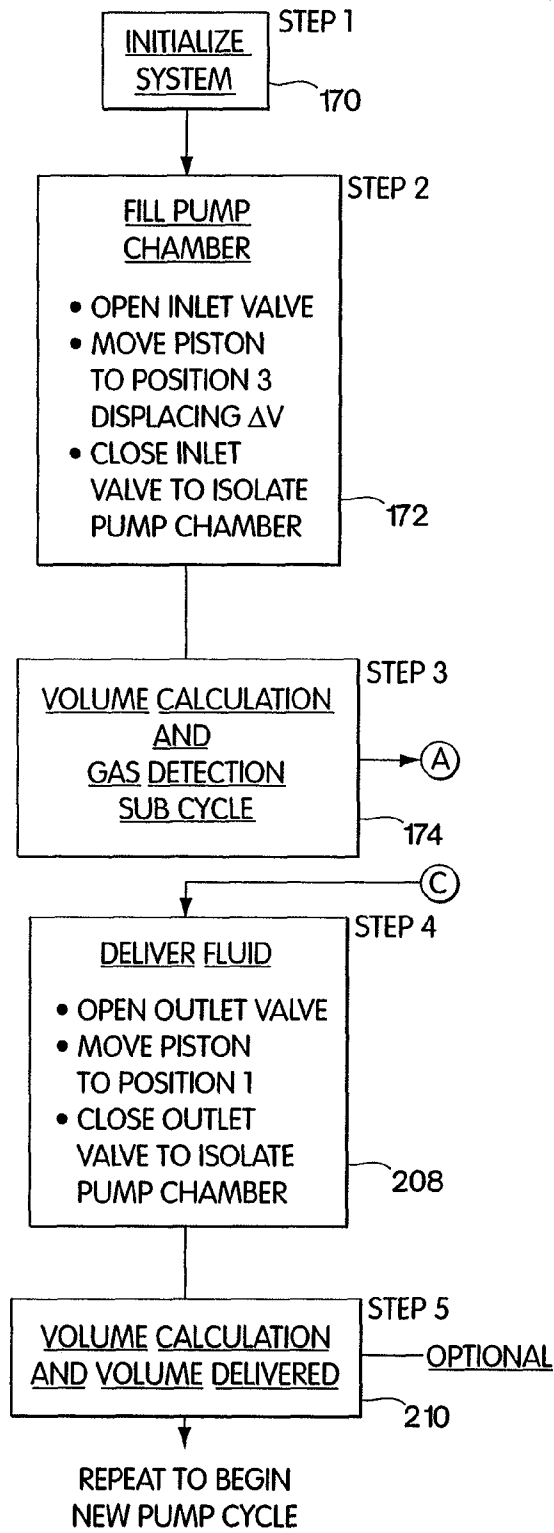 STEP 1
INITIALIZE
SYSTEM
170
STEP 2
FILL PUMP
CHAMBER
• OPEN INLET VALVE
• MOVE PISTON
TO POSITION 3
DISPLACING ΔV
• CLOSE INLET
VALVE TO ISOLATE
PUMP CHAMBER
172
STEP 3
VOLUME CALCULATION
AND
GAS DETECTION
SUB CYCLE
A
174
C
STEP 4
DELIVER FLUID
• OPEN OUTLET VALVE
• MOVE PISTON
TO POSITION 1
• CLOSE OUTLET
VALVE TO ISOLATE
PUMP CHAMBER
208
STEP 5
VOLUME CALCULATION
AND VOLUME DELIVERED
OPTIONAL
210
REPEAT TO BEGIN
NEW PUMP CYCLE